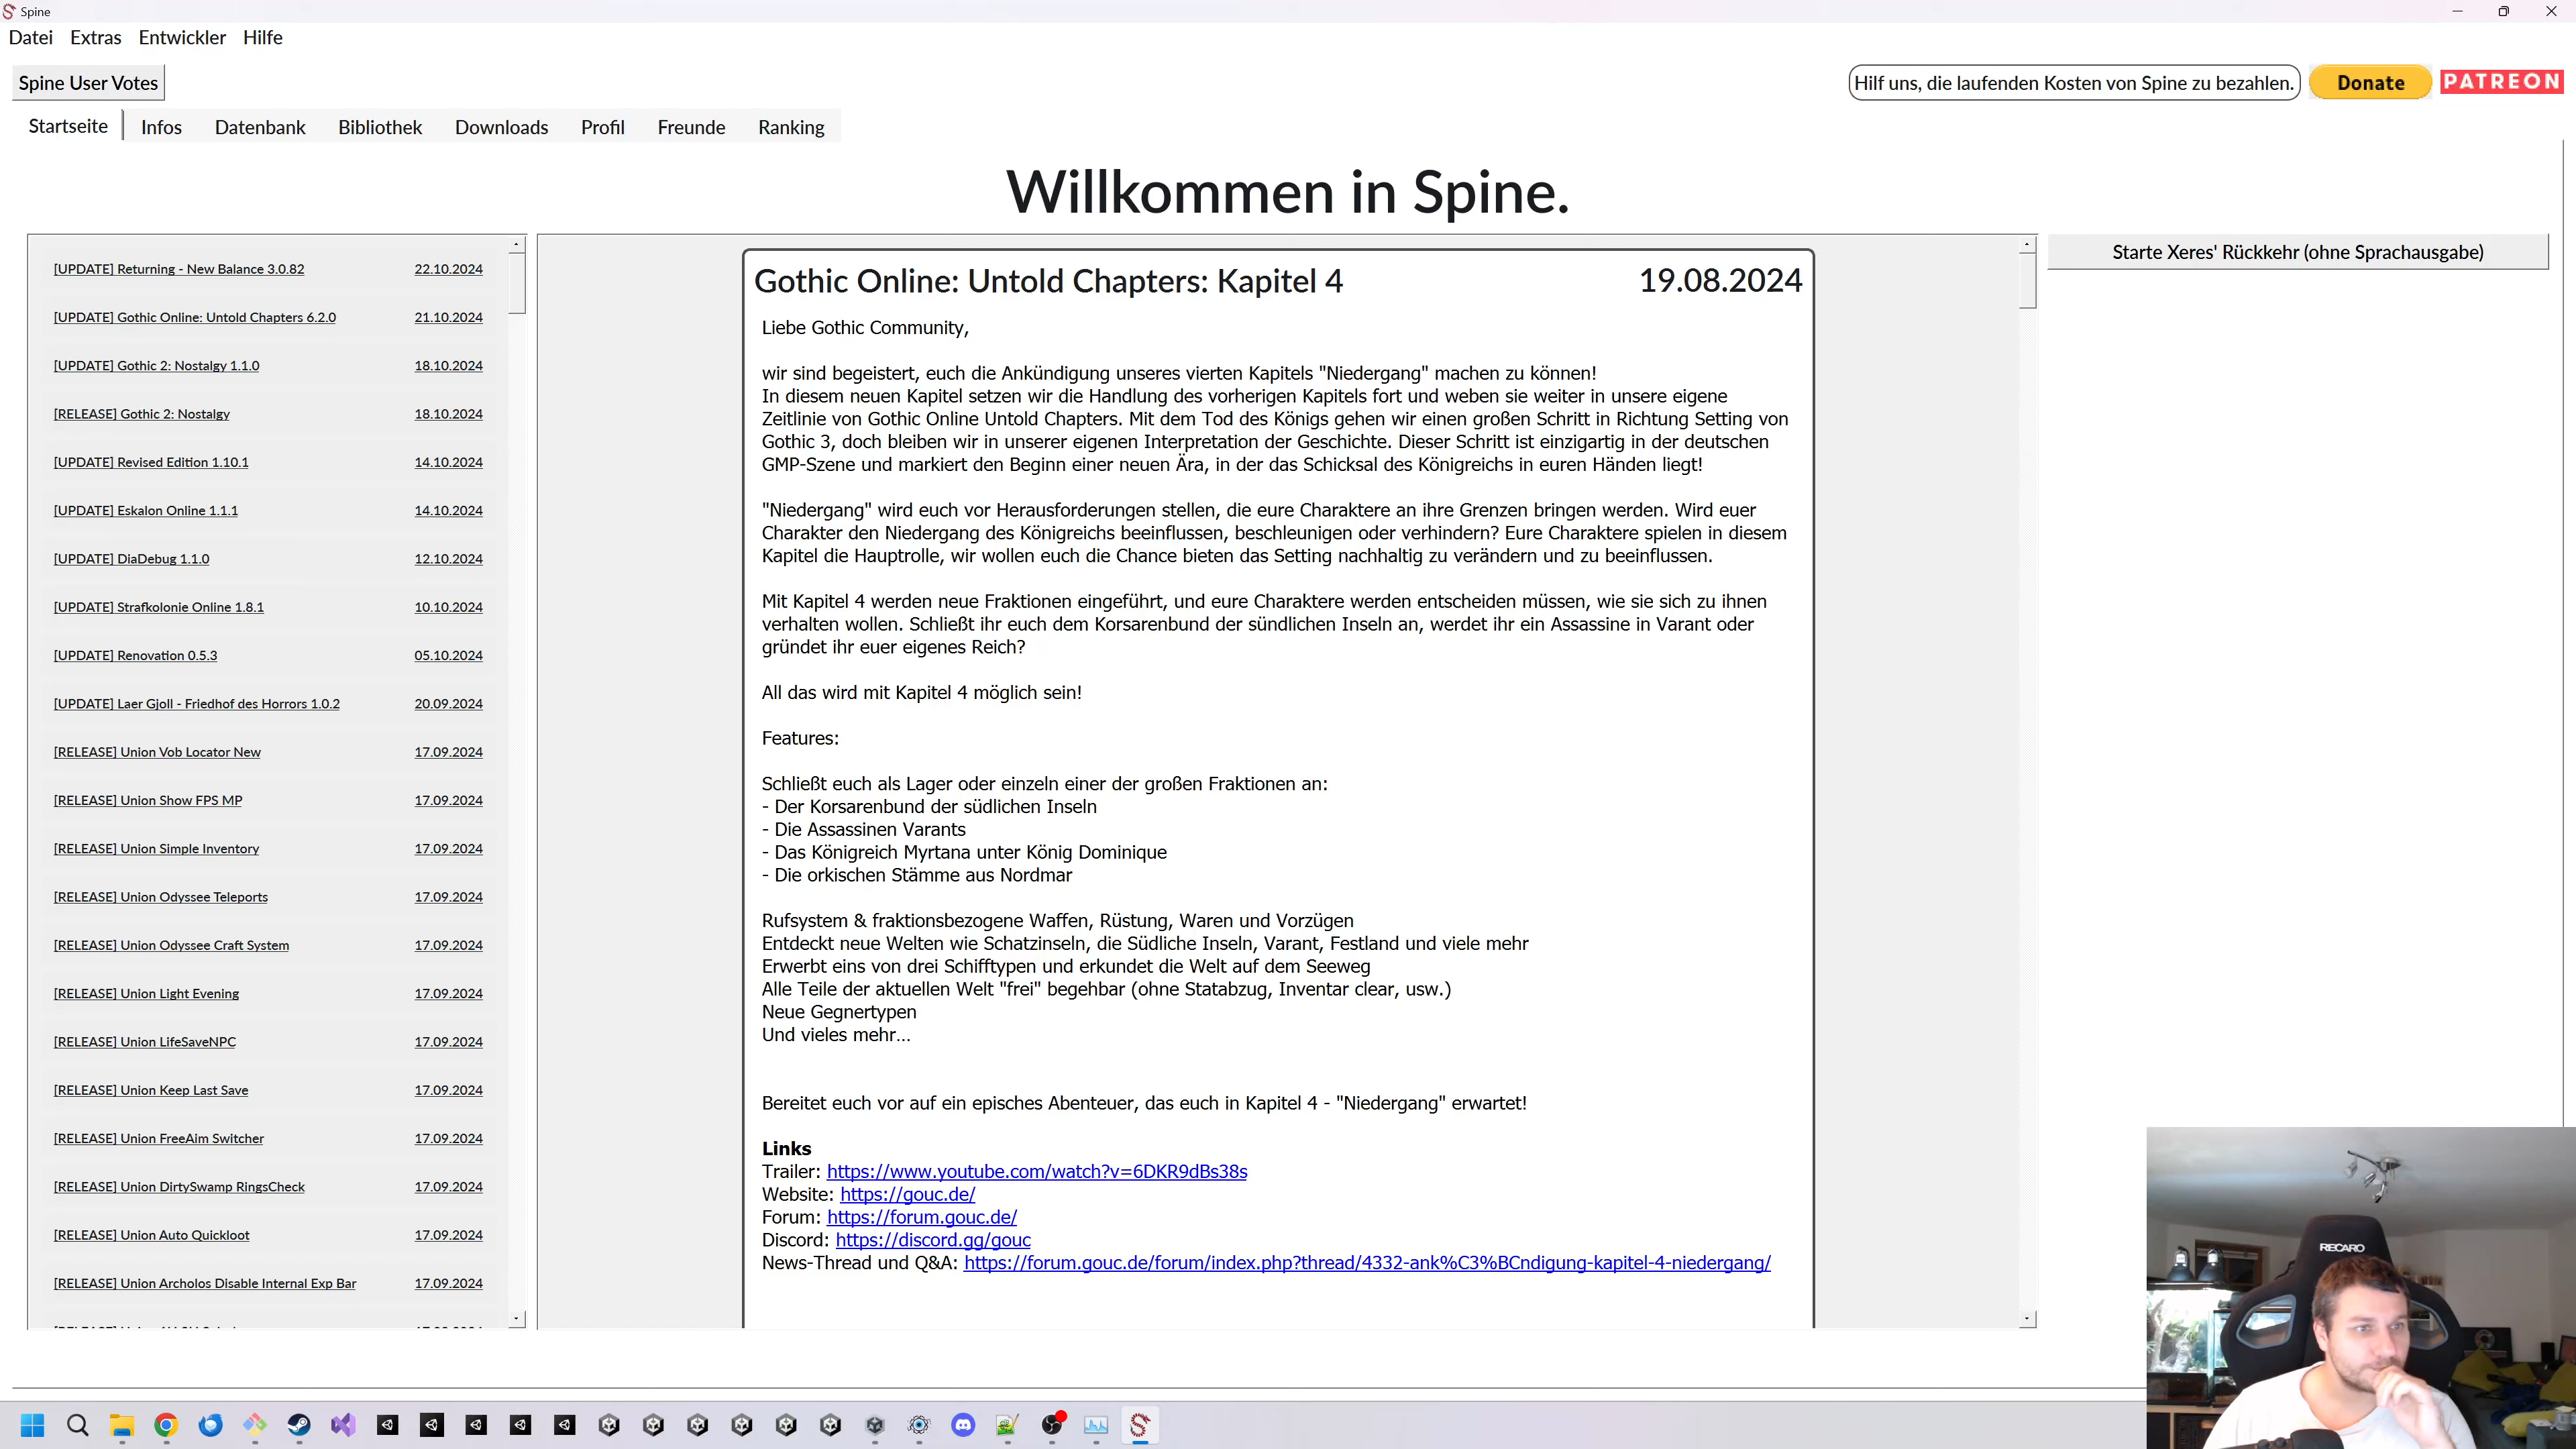 Spine
Datei Extras Entwickler Hilfe
Spine User Votes
Hilf uns, die laufenden Kosten von Spine zu bezahlen.
Donate
PATREON
Startseite Infos Datenbank Bibliothek Downloads Profil Freunde Ranking
Willkommen in Spine.
[UPDATE] Returning - New Balance 3.0.82 22.10.2024
[UPDATE] Gothic Online: Untold Chapters 6.2.0 21.10.2024
[UPDATE] Gothic 2: Nostalgy 1.1.0 18.10.2024
[RELEASE] Gothic 2: Nostalgy 18.10.2024
[UPDATE] Revised Edition 1.10.1 14.10.2024
[UPDATE] Eskalon Online 1.1.1 14.10.2024
[UPDATE] DiaDebug 1.1.0 12.10.2024
[UPDATE] Strafkolonie Online 1.8.1 10.10.2024
[UPDATE] Renovation 0.5.3 05.10.2024
[UPDATE] Laer Gjoll - Friedhof des Horrors 1.0.2 20.09.2024
[RELEASE] Union Vob Locator New 17.09.2024
[RELEASE] Union Show FPS MP 17.09.2024
[RELEASE] Union Simple Inventory 17.09.2024
[RELEASE] Union Odyssee Teleports 17.09.2024
[RELEASE] Union Odyssee Craft System 17.09.2024
[RELEASE] Union Light Evening 17.09.2024
[RELEASE] Union LifeSaveNPC 17.09.2024
[RELEASE] Union Keep Last Save 17.09.2024
[RELEASE] Union FreeAim Switcher 17.09.2024
[RELEASE] Union DirtySwamp RingsCheck 17.09.2024
[RELEASE] Union Auto Quickloot 17.09.2024
[RELEASE] Union Archolos Disable Internal Exp Bar 17.09.2024
Gothic Online: Untold Chapters: Kapitel 4 19.08.2024
Liebe Gothic Community,
wir sind begeistert, euch die Ankündigung unseres vierten Kapitels "Niedergang" machen zu können!
In diesem neuen Kapitel setzen wir die Handlung des vorherigen Kapitels fort und weben sie weiter in unsere eigene
Zeitlinie von Gothic Online Untold Chapters. Mit dem Tod des Königs gehen wir einen großen Schritt in Richtung Setting von
Gothic 3, doch bleiben wir in unserer eigenen Interpretation der Geschichte. Dieser Schritt ist einzigartig in der deutschen
GMP-Szene und markiert den Beginn einer neuen Ära, in der das Schicksal des Königreichs in euren Händen liegt!
"Niedergang" wird euch vor Herausforderungen stellen, die eure Charaktere an ihre Grenzen bringen werden. Wird euer
Charakter den Niedergang des Königreichs beeinflussen, beschleunigen oder verhindern? Eure Charaktere spielen in diesem
Kapitel die Hauptrolle, wir wollen euch die Chance bieten das Setting nachhaltig zu verändern und zu beeinflussen.
Mit Kapitel 4 werden neue Fraktionen eingeführt, und eure Charaktere werden entscheiden müssen, wie sie sich zu ihnen
verhalten wollen. Schließt ihr euch dem Korsarenbund der sündlichen Inseln an, werdet ihr ein Assassine in Varant oder
gründet ihr euer eigenes Reich?
All das wird mit Kapitel 4 möglich sein!
Features:
Schließt euch als Lager oder einzeln einer der großen Fraktionen an:
- Der Korsarenbund der südlichen Inseln
- Die Assassinen Varants
- Das Königreich Myrtana unter König Dominique
- Die orkischen Stämme aus Nordmar
Rufsystem & fraktionsbezogene Waffen, Rüstung, Waren und Vorzügen
Entdeckt neue Welten wie Schatzinseln, die Südliche Inseln, Varant, Festland und viele mehr
Erwerbt eins von drei Schifftypen und erkundet die Welt auf dem Seeweg
Alle Teile der aktuellen Welt "frei" begehbar (ohne Statabzug, Inventar clear, usw.)
Neue Gegnertypen
Und vieles mehr...
Bereitet euch vor auf ein episches Abenteuer, das euch in Kapitel 4 - "Niedergang" erwartet!
Links
Trailer: https://www.youtube.com/watch?v=6DKR9dBs38s
Website: https://gouc.de/
Forum: https://forum.gouc.de/
Discord: https://discord.gg/gouc
News-Thread und Q&A: https://forum.gouc.de/forum/index.php?thread/4332-ank%C3%BCndigung-kapitel-4-niedergang/
Starte Xeres' Rückkehr (ohne Sprachausgabe)
RECARO